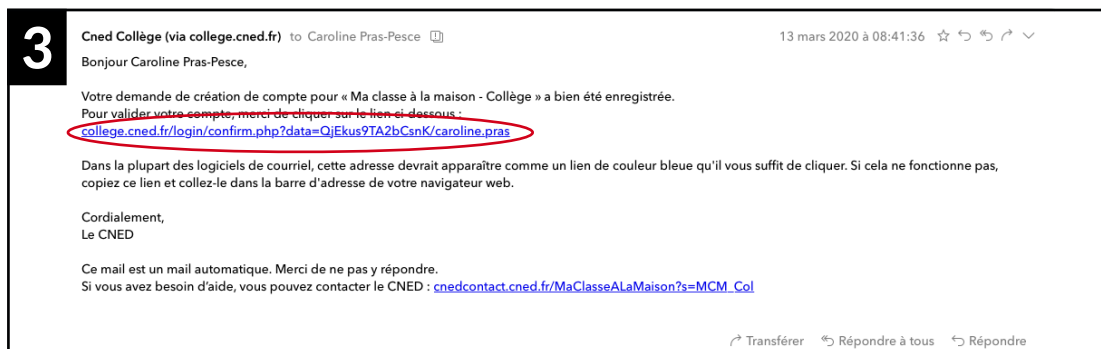 3
Cned Collège (via college.cned.fr) to Caroline Pras-Pesce
13 mars 2020 à 08:41:36
Bonjour Caroline Pras-Pesce,
Votre demande de création de compte pour « Ma classe à la maison - Collège » a bien été enregistrée.
Pour valider votre compte, merci de cliquer sur le lien ci-dessous :
college.cned.fr/login/confirm.php?data=QjEkus9TA2bCsnK/caroline.pras
Dans la plupart des logiciels de courriel, cette adresse devrait apparaître comme un lien de couleur bleue qu'il vous suffit de cliquer. Si cela ne fonctionne pas,
copiez ce lien et collez-le dans la barre d'adresse de votre navigateur web.
Cordialement,
Le CNED
Ce mail est un mail automatique. Merci de ne pas y répondre.
Si vous avez besoin d'aide, vous pouvez contacter le CNED : cnedcontact.cned.fr/MaClasseALaMaison?s=MCM_Col
Transférer Répondre à tous Répondre